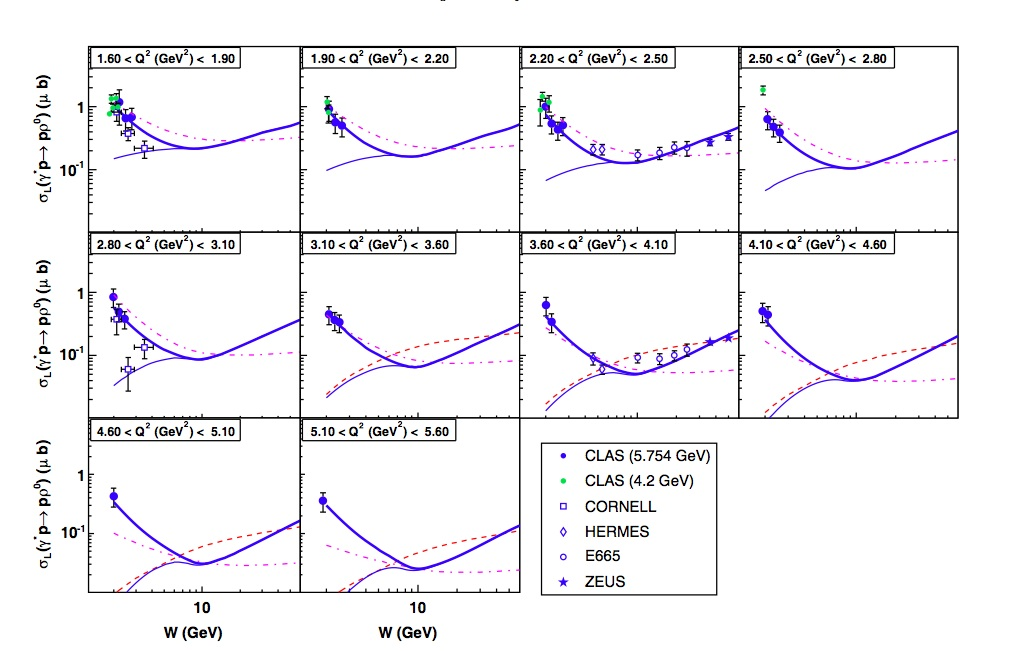 1.60 < Q² (GeV²) < 1.90
1.90 < Q² (GeV²) < 2.20
2.20 < Q² (GeV²) < 2.50
2.50 < Q² (GeV²) < 2.80
σL(γ*p→ pρ⁰) (μ b)
1
10⁻¹
2.80 < Q² (GeV²) < 3.10
3.10 < Q² (GeV²) < 3.60
3.60 < Q² (GeV²) < 4.10
4.10 < Q² (GeV²) < 4.60
σL(γ*p→ pρ⁰) (μ b)
1
10⁻¹
4.60 < Q² (GeV²) < 5.10
5.10 < Q² (GeV²) < 5.60
σL(γ*p→ pρ⁰) (μ b)
1
10⁻¹
10
10
W (GeV)
W (GeV)
CLAS (5.754 GeV)
CLAS (4.2 GeV)
CORNELL
HERMES
E665
ZEUS